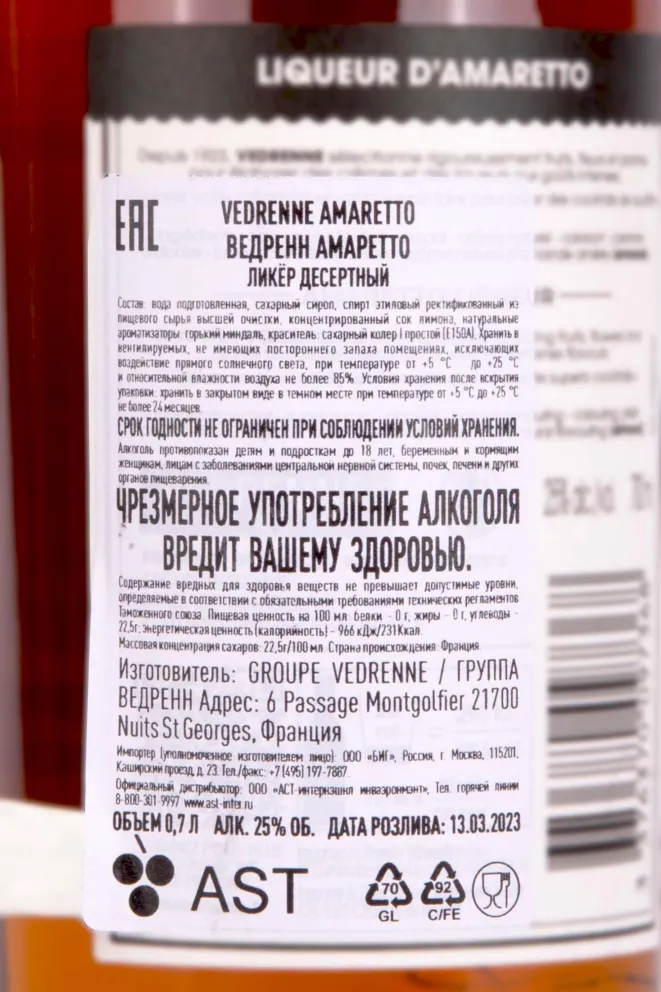 LIQUEUR D'AMARETTO
Depuis 1923, VEDRENNE sélectionne rigoureusement
ЕАС
VEDRENNE AMARETTO
ВЕДРЕНН АМАРЕТТО
ЛИКЁР ДЕСЕРТНЫЙ
Состав: вода подготовленная, сахарный сироп, спирт этиловый ректификованный из
пищевого сырья высшей очистки, концентрированный сок лимона, натуральные
ароматизаторы: горький миндаль, краситель: сахарный колер I простой (Е150А). Хранить в
вентилируемых, не имеющих постороннего запаха помещениях, исключающих
воздействие прямого солнечного света, при температуре от +5 °С до +25 °С
и относительной влажности воздуха не более 85%. Условия хранения после вскрытия
упаковки: хранить в закрытом виде в темном месте при температуре от +5 °С до +25 °С
не более 24 месяцев.
СРОК ГОДНОСТИ НЕ ОГРАНИЧЕН ПРИ СОБЛЮДЕНИИ УСЛОВИЙ ХРАНЕНИЯ.
Алкоголь противопоказан детям и подросткам до 18 лет, беременным и кормящим
женщинам, лицам с заболеваниями центральной нервной системы, почек, печени и других
органов пищеварения.
ЧРЕЗМЕРНОЕ УПОТРЕБЛЕНИЕ АЛКОГОЛЯ
ВРЕДИТ ВАШЕМУ ЗДОРОВЬЮ.
Содержание вредных для здоровья веществ не превышает допустимые уровни,
определяемые в соответствии с обязательными требованиями технических регламентов
Таможенного союза. Пищевая ценность на 100 мл: белки - 0 г, жиры - 0 г, углеводы -
22,5г; энергетическая ценность (калорийность) - 966 кДж/231Ккал.
Массовая концентрация сахаров: 22,5г/100 мл. Страна происхождения: Франция.
Изготовитель: GROUPE VEDRENNE / ГРУППА
ВЕДРЕНН Адрес: 6 Passage Montgolfier 21700
Nuits St Georges, Франция
Импортер (уполномоченное изготовителем лицо): ООО «БИГ», Россия, г. Москва, 115201,
Каширский проезд, д. 23. Тел./факс: +7 (495) 197-7887.
Официальный дистрибьютор: ООО «АСТ-интернэшнл инваэронмэнт», Тел. горячей линии
8-800-301-9997 www.ast-inter.ru
ОБЪЕМ 0,7 Л АЛК. 25% ОБ. ДАТА РОЗЛИВА: 13.03.2023
AST
70
GL
92
C/FE